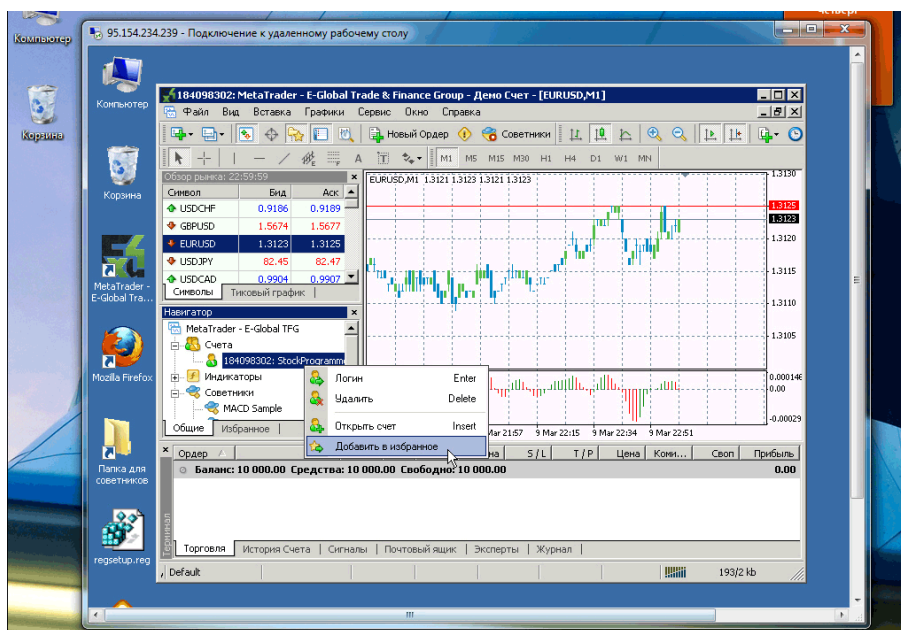 четверг
Компьютер
Корзина
95.154.234.239 - Подключение к удаленному рабочему столу
Компьютер
Корзина
MetaTrader -
E-Global Tra...
Mozilla Firefox
Папка для
советников
regsetup.reg
184098302: MetaTrader - E-Global Trade & Finance Group - Демо Счет - [EURUSD,M1]
Файл Вид Вставка Графики Сервис Окно Справка
Новый Ордер Советники
A T M1 M5 M15 M30 H1 H4 D1 W1 MN
Обзор рынка: 22:59:59
Символ Бид Аск
USDCHF 0.9186 0.9189
GBPUSD 1.5674 1.5677
EURUSD 1.3123 1.3125
USDJPY 82.45 82.47
USDCAD 0.9904 0.9907
Символы Тиковый график
Навигатор
MetaTrader - E-Global TFG
Счета
184098302: StockProgramme
Индикаторы
Советники
MACD Sample
Общие Избранное
EURUSD,M1 1.3121 1.3123 1.3121 1.3123
1.3130
1.3125
1.3123
1.3120
1.3115
1.3110
1.3105
0.000146
0.00
-0.00029
Mar 21:57 9 Mar 22:15 9 Mar 22:34 9 Mar 22:51
Логин Enter
Удалить Delete
Открыть счет Insert
Добавить в избранное
Ордер на S / L T / P Цена Коми... Своп Прибыль
Баланс: 10 000.00 Средства: 10 000.00 Свободно: 10 000.00 0.00
Терминал
Торговля История Счета Сигналы Почтовый ящик Эксперты Журнал
Default 193/2 kb